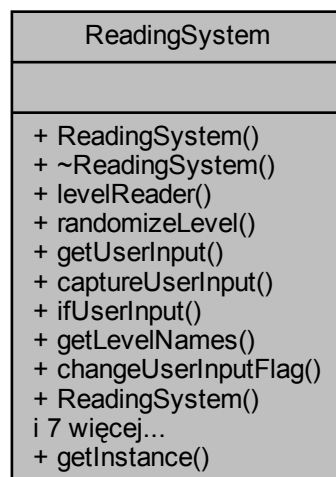 ReadingSystem
+ ReadingSystem()
+ ~ReadingSystem()
+ levelReader()
+ randomizeLevel()
+ getUserInput()
+ captureUserInput()
+ ifUserInput()
+ getLevelNames()
+ changeUserInputFlag()
+ ReadingSystem()
i 7 więcej...
+ getInstance()